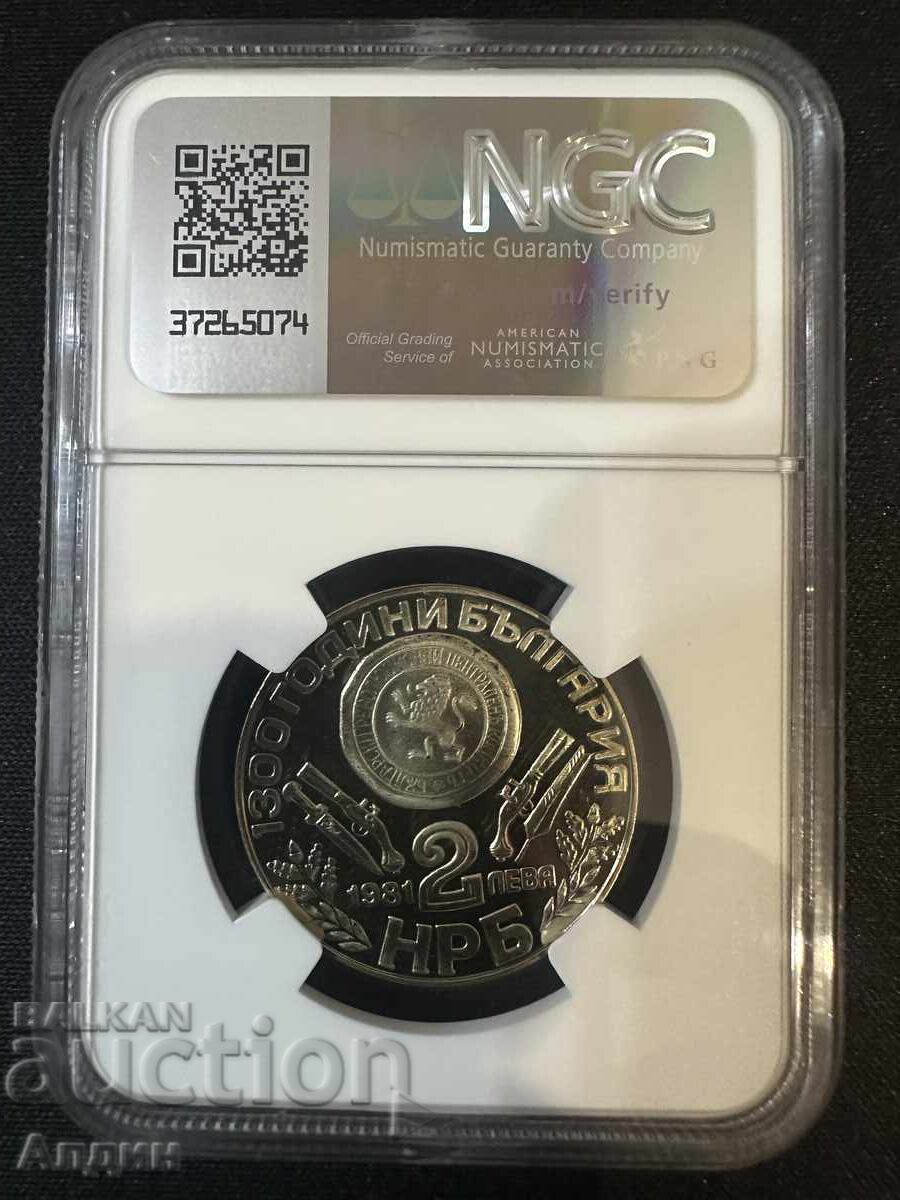 NGC
Numismatic Guaranty Company
m/verify
37265074
Official Grading
Service of
AMERICAN
NUMISMATIC
ASSOCIATION
1300 ГОДИНИ БЪЛГАРИЯ
1981 2 ЛЕВА
НРБ
BALKAN
auction
Алдин